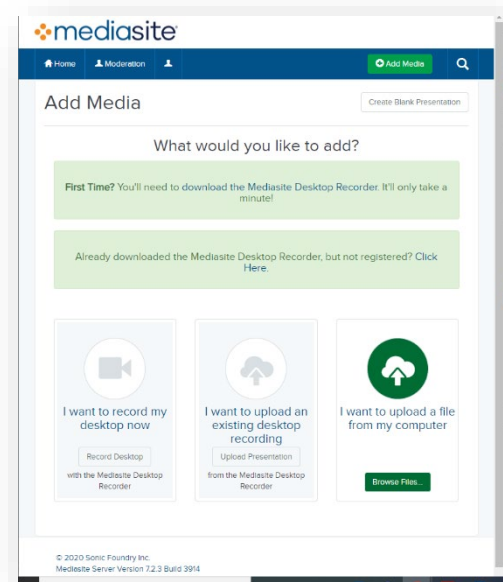 mediasite
Home Moderation Add Media
Add Media Create Blank Presentation
What would you like to add?
First Time? You'll need to download the Mediasite Desktop Recorder. It'll only take a
minute!
Already downloaded the Mediasite Desktop Recorder, but not registered? Click
Here.
I want to record my
desktop now
Record Desktop
with the Mediasite Desktop
Recorder
I want to upload an
existing desktop
recording
Upload Presentation
from the Mediasite Desktop
Recorder
I want to upload a file
from my computer
Browse Files...
© 2020 Sonic Foundry Inc.
Mediasite Server Version 7.2.3 Build 3914